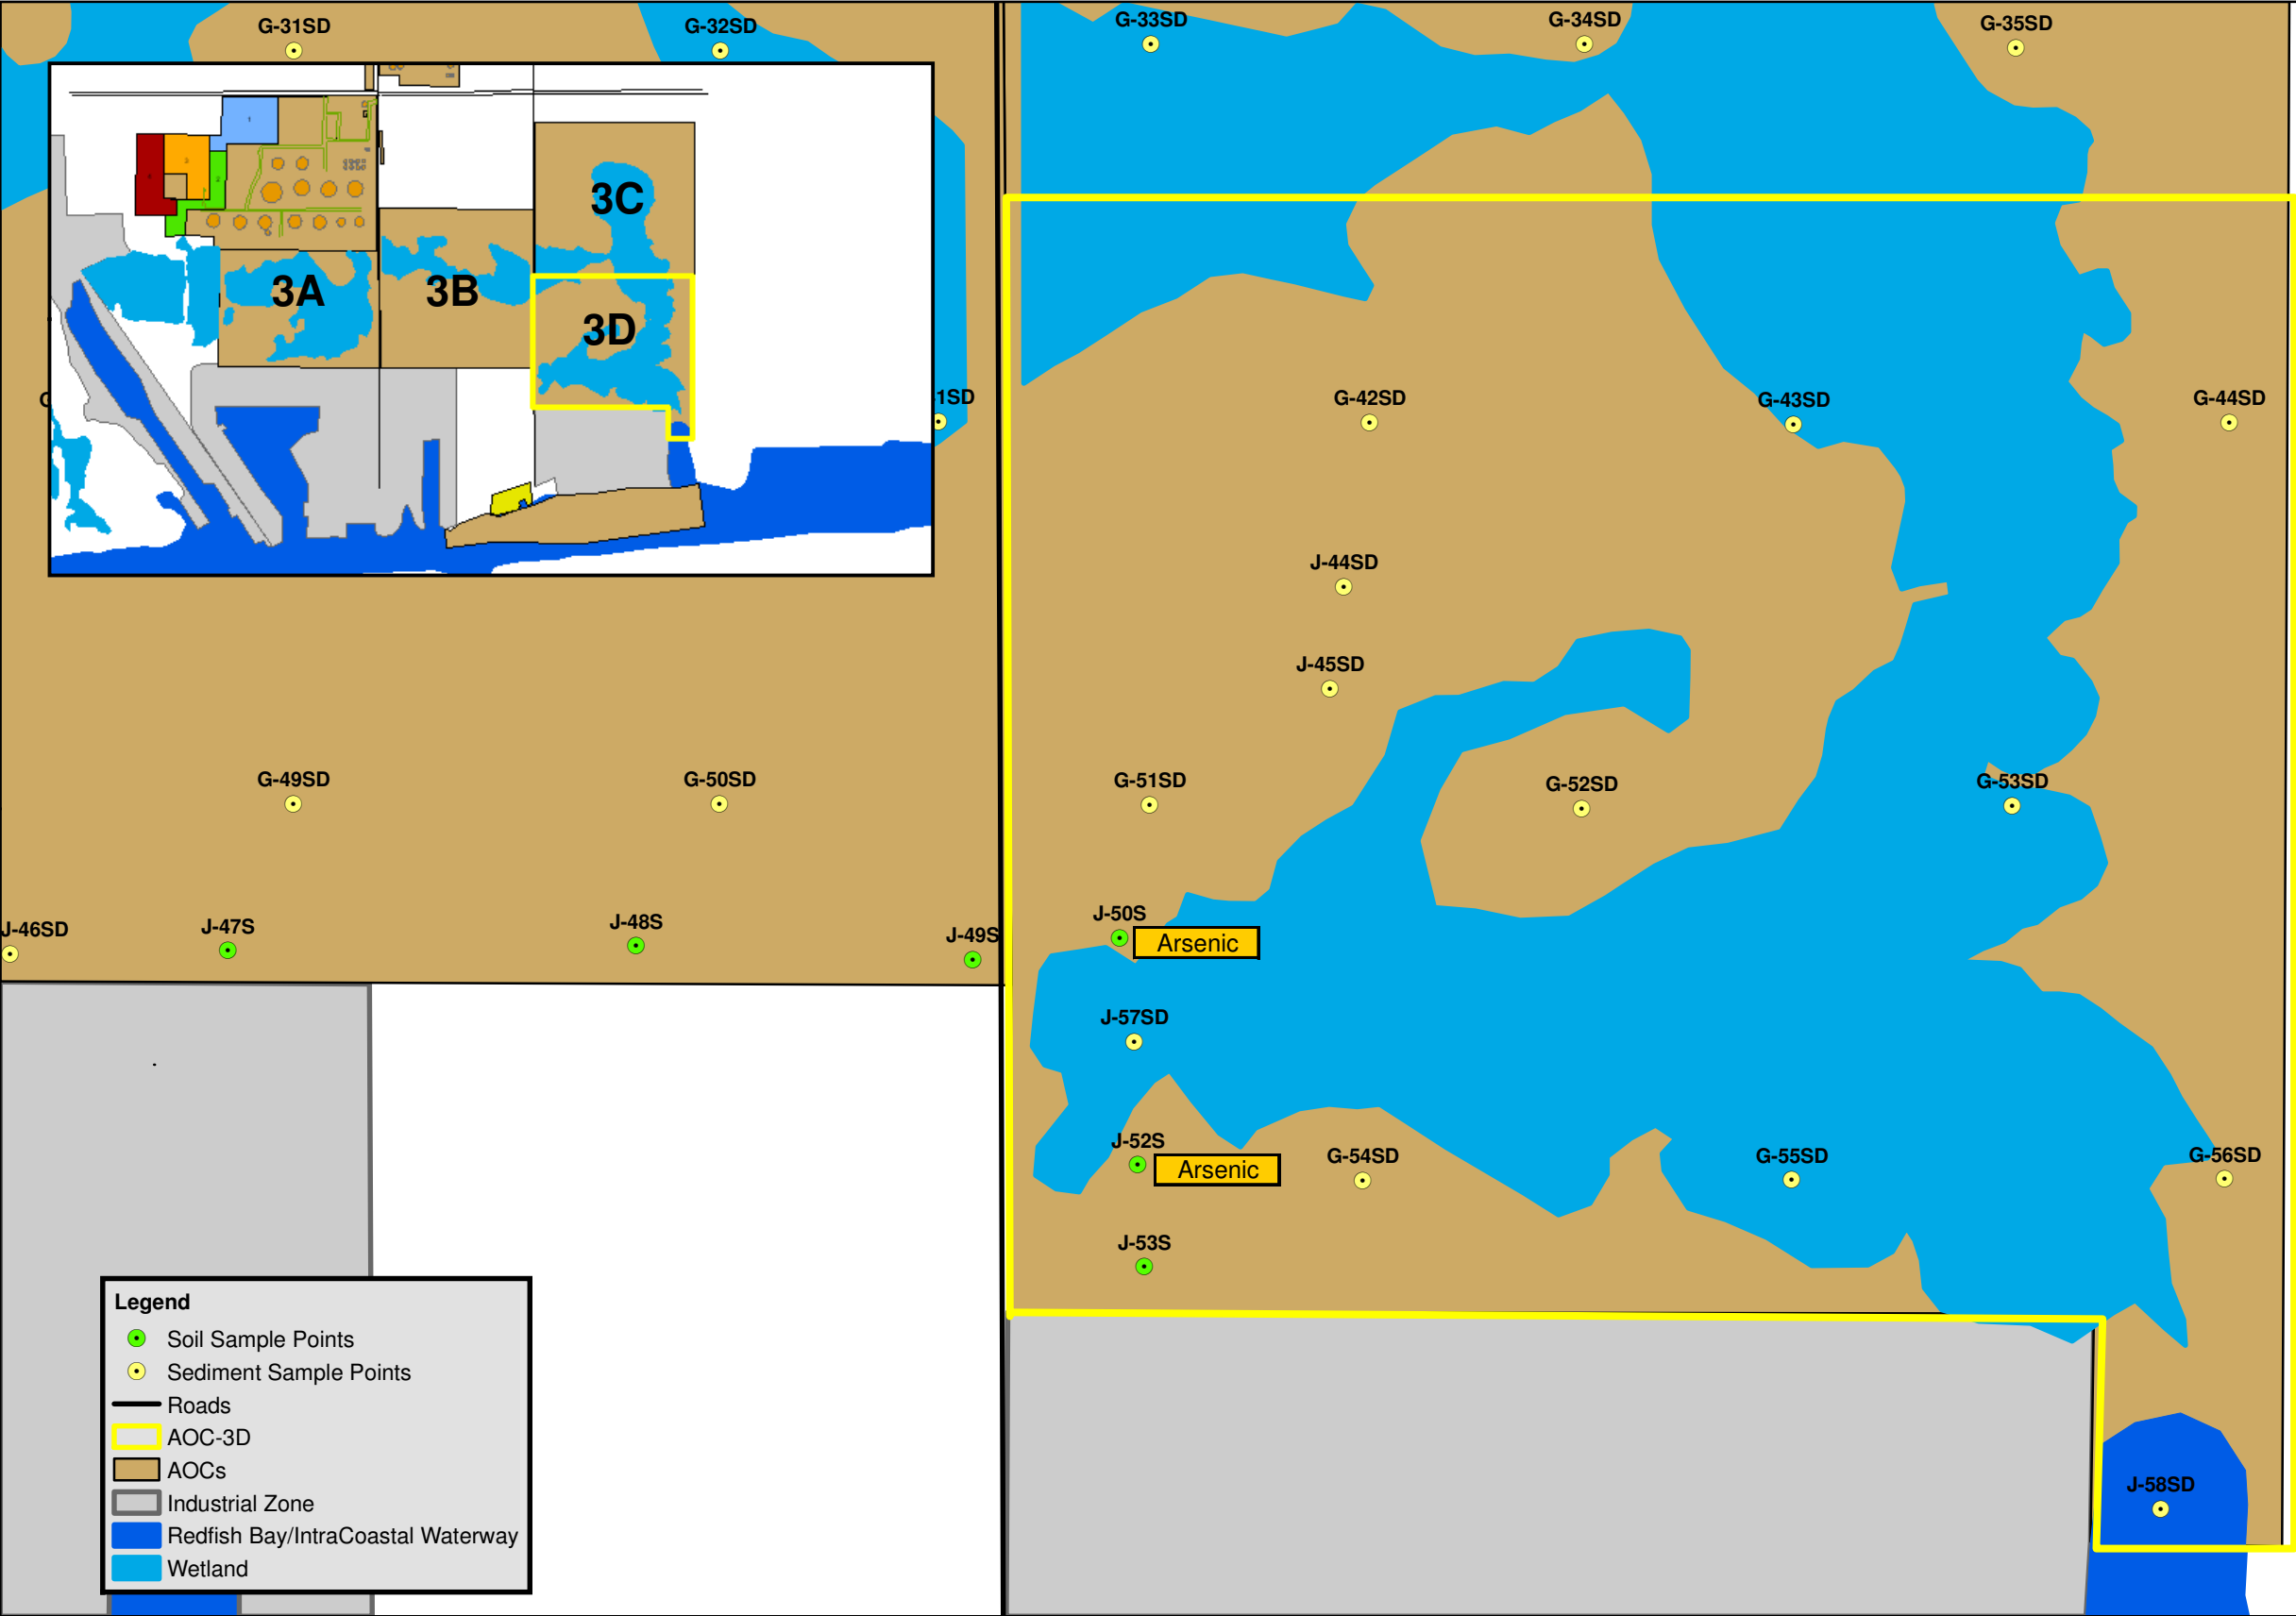 G-31SD
G-32SD
G-33SD
G-34SD
G-35SD
3C
3A
3B
3D
1SD
G-42SD
G-43SD
G-44SD
J-44SD
J-45SD
G-49SD
G-50SD
G-51SD
G-52SD
G-53SD
J-46SD
J-47S
J-48S
J-49S
J-50S
Arsenic
J-57SD
J-52S
Arsenic
G-54SD
G-55SD
G-56SD
J-53S
J-58SD
Legend
Soil Sample Points
Sediment Sample Points
Roads
AOC-3D
AOCs
Industrial Zone
Redfish Bay/IntraCoastal Waterway
Wetland